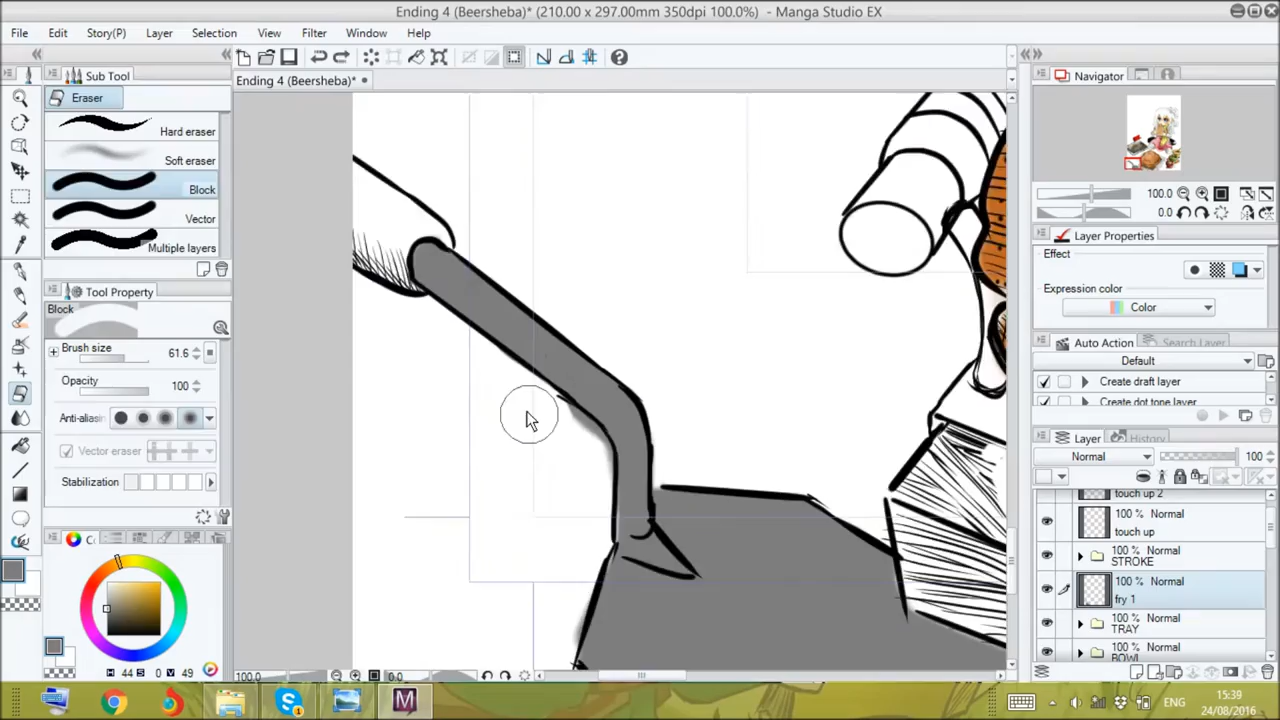 Ending 4 (Beersheba)* (210.00 x 297.00mm 350dpi 100.0%) - Manga Studio EX
File Edit Story(P) Layer Selection View Filter Window Help
Sub Tool
Ending 4 (Beersheba)*
Navigator
Eraser
Hard eraser
Soft eraser
Block
Vector
Multiple layers
100.0
0.0
Layer Properties
Effect
Expression color
Color
Tool Property
Block
Brush size 61.6
Opacity 100
Anti-aliasin
Vector eraser
Stabilization
Auto Action Search Layer
Default
Create draft layer
Create dot tone layer
Layer History
Normal 100
touch up 2
100 % Normal
touch up
100 % Normal
STROKE
100 % Normal
fry 1
100 % Normal
TRAY
100 % Normal
BOWL
C
H 44 S 0 V 49
100.0 0.0
ENG
15:39
24/08/2016